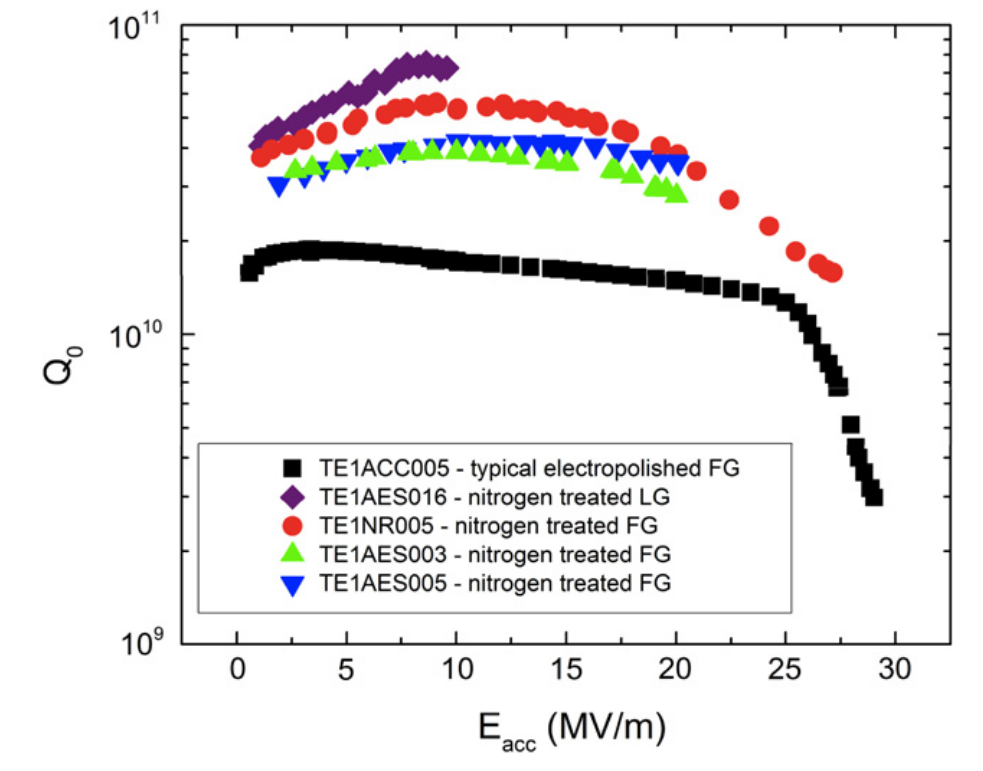 10¹¹
10¹⁰
10⁹
Q₀
TE1ACC005 - typical electropolished FG
TE1AES016 - nitrogen treated LG
TE1NR005 - nitrogen treated FG
TE1AES003 - nitrogen treated FG
TE1AES005 - nitrogen treated FG
0 5 10 15 20 25 30
E_acc (MV/m)